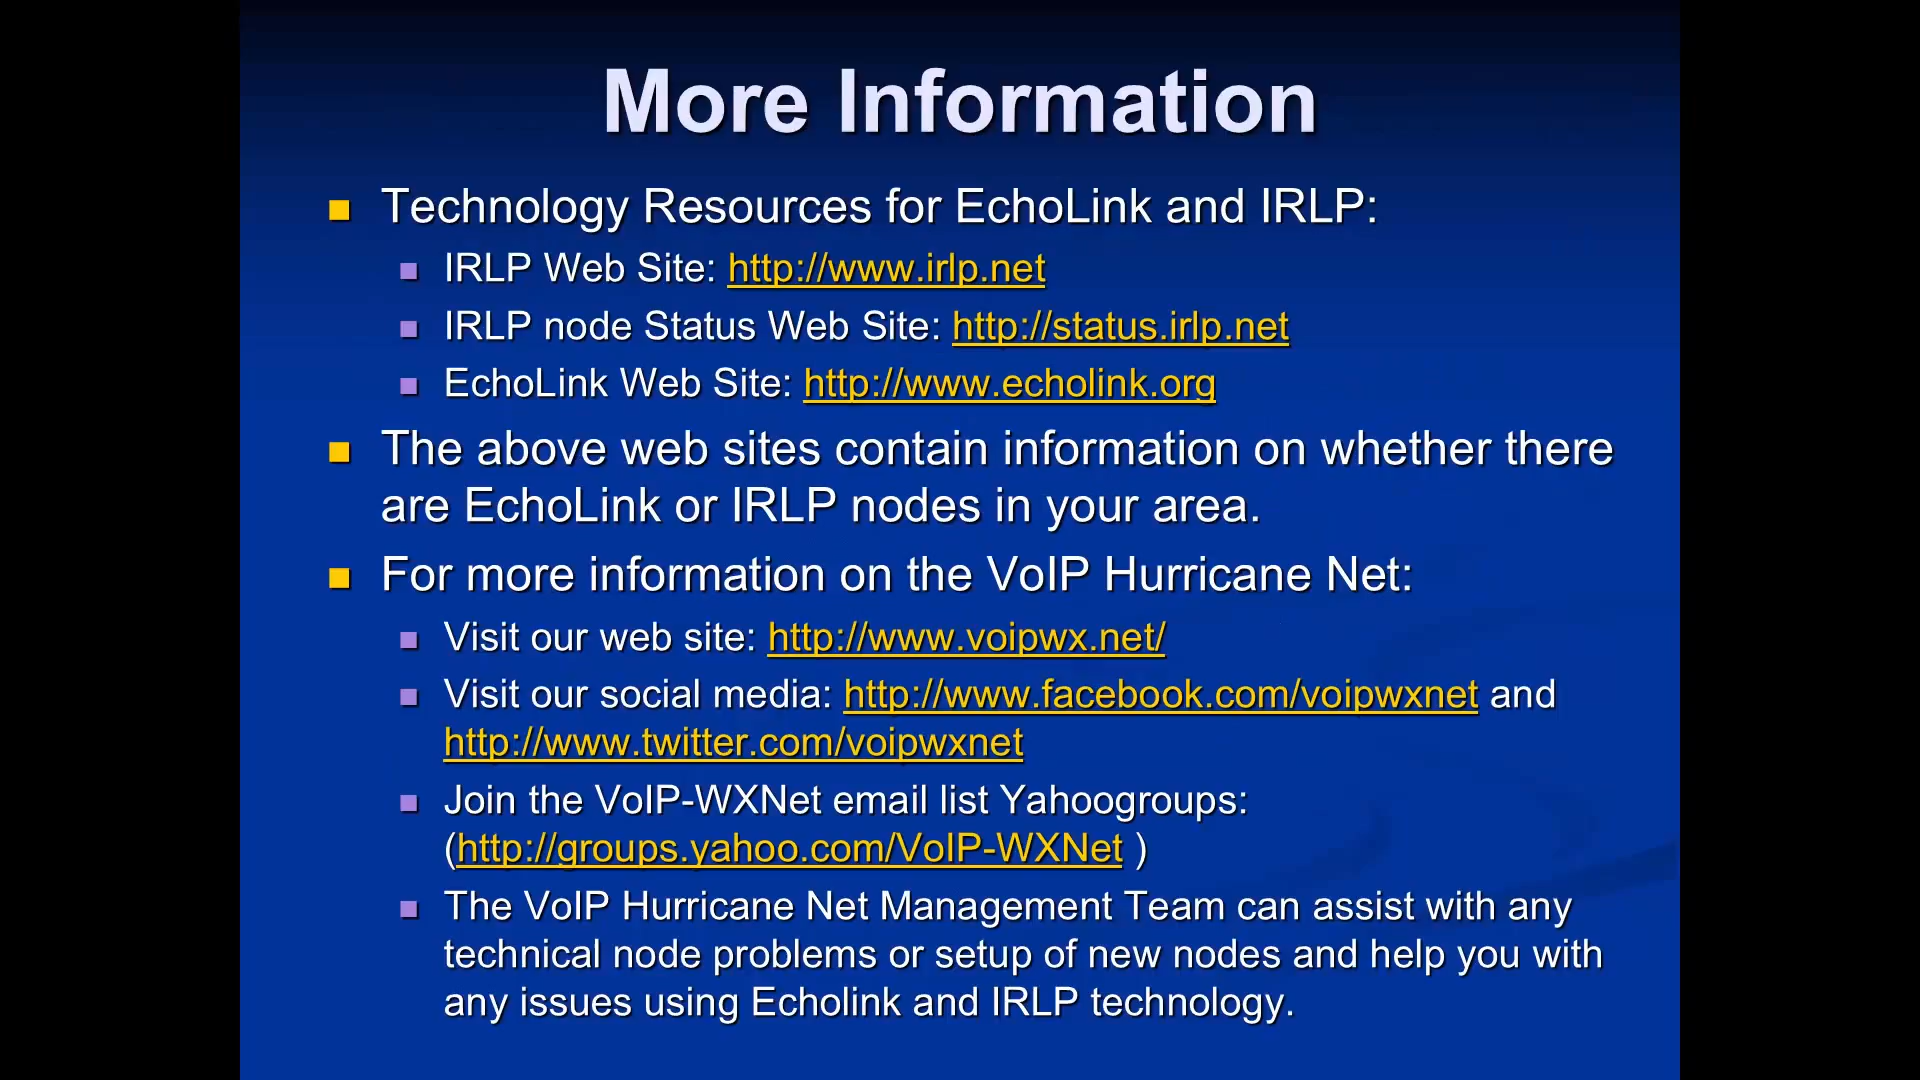 More Information
Technology Resources for EchoLink and IRLP:
IRLP Web Site: http://www.irlp.net
IRLP node Status Web Site: http://status.irlp.net
EchoLink Web Site: http://www.echolink.org
The above web sites contain information on whether there
are EchoLink or IRLP nodes in your area.
For more information on the VoIP Hurricane Net:
Visit our web site: http://www.voipwx.net/
Visit our social media: http://www.facebook.com/voipwxnet and
http://www.twitter.com/voipwxnet
Join the VoIP-WXNet email list Yahoogroups:
(http://groups.yahoo.com/VoIP-WXNet )
The VoIP Hurricane Net Management Team can assist with any
technical node problems or setup of new nodes and help you with
any issues using Echolink and IRLP technology.